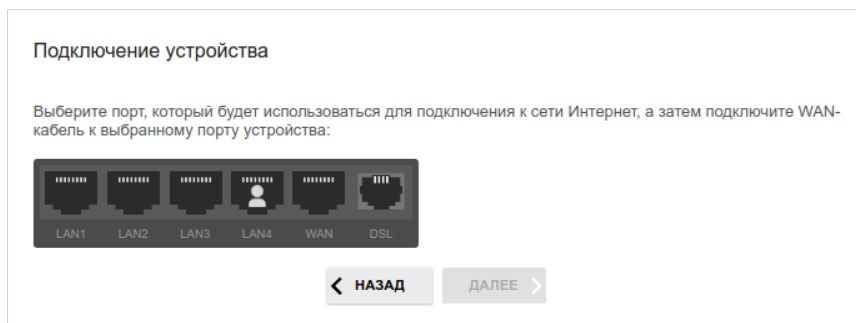 Подключение устройства
Выберите порт, который будет использоваться для подключения к сети Интернет, а затем подключите WAN-
кабель к выбранному порту устройства:
LAN1 LAN2 LAN3 LAN4 WAN DSL
НАЗАД ДАЛЕЕ